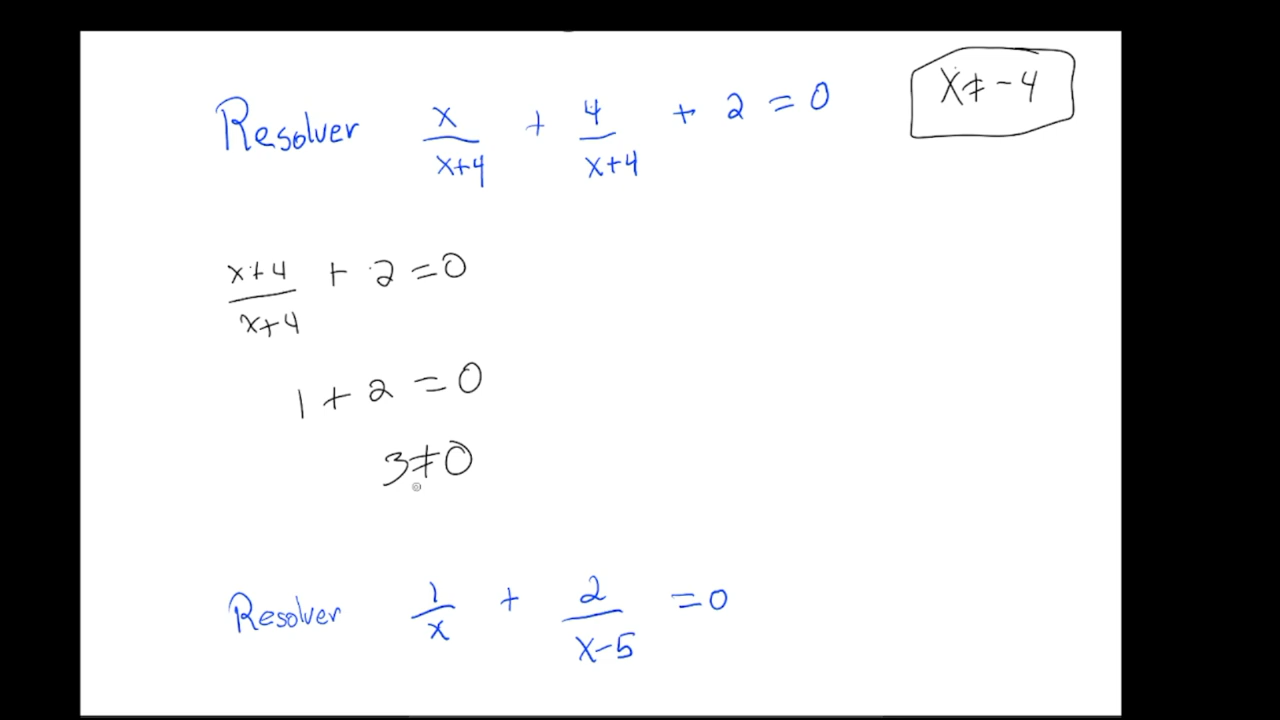 Resolver x/(x+4) + 4/(x+4) + 2 = 0
x ≠ -4
(x+4)/(x+4) + 2 = 0
1 + 2 = 0
3 ≠ 0
Resolver 1/x + 2/(x-5) = 0